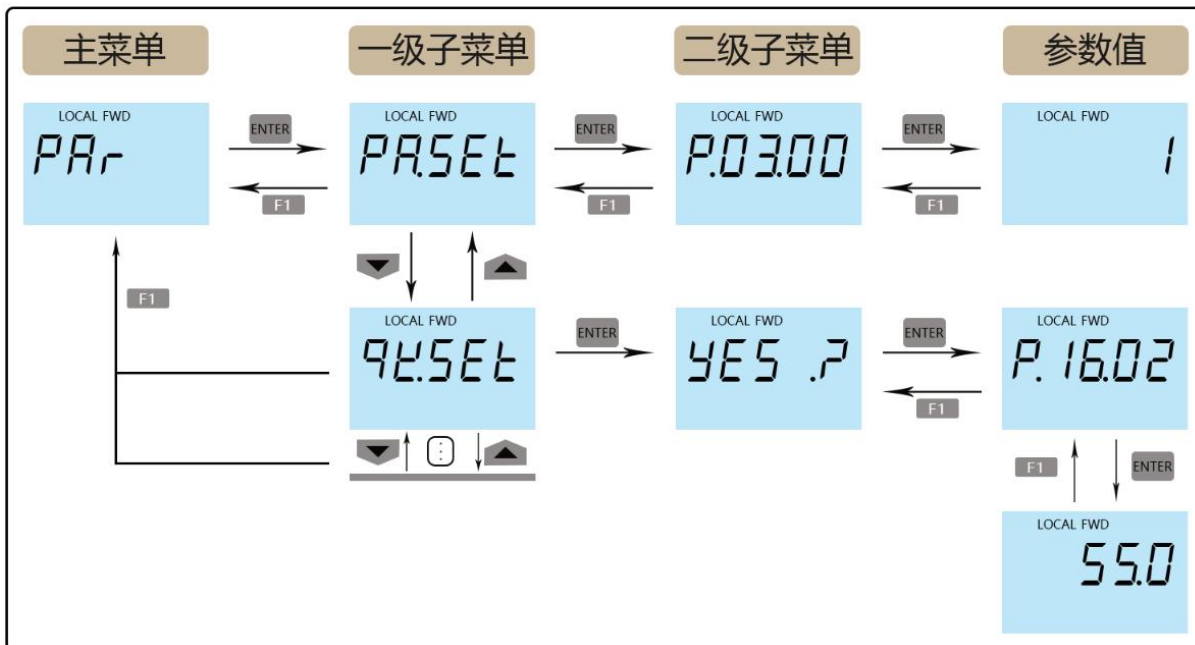 主菜单 一级子菜单 二级子菜单 参数值
LOCAL FWD LOCAL FWD LOCAL FWD LOCAL FWD
ENTER ENTER ENTER
PAr PA.SEt P.03.00 1
F1 F1 F1
F1
LOCAL FWD LOCAL FWD LOCAL FWD
ENTER ENTER
qt.SEt YES .? P.16.02
F1
F1 ENTER
LOCAL FWD
55.0